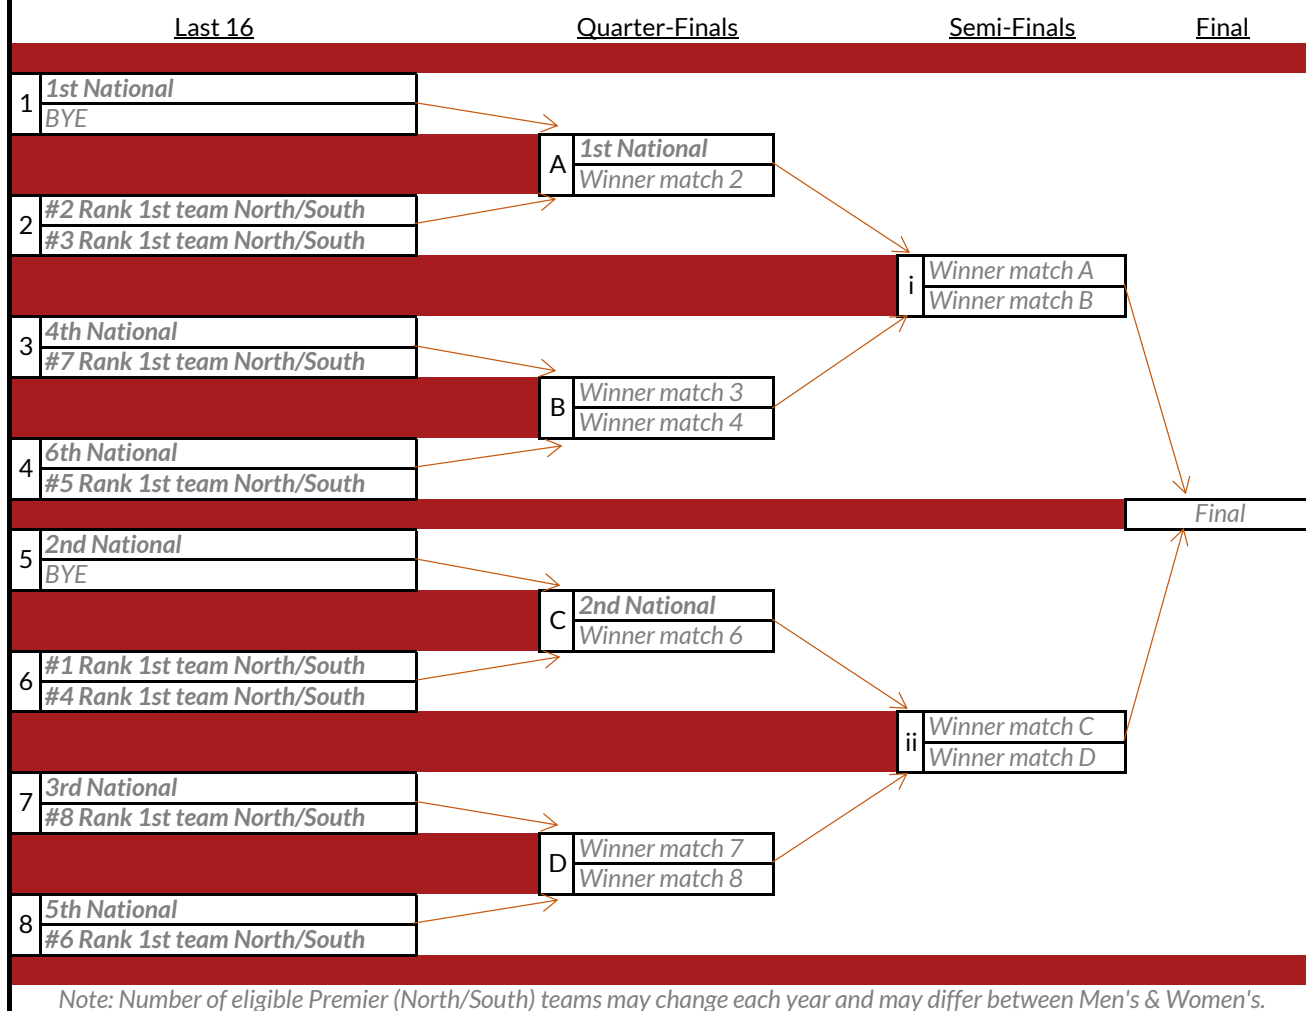 Last 16 Quarter-Finals Semi-Finals Final
1 1st National
BYE
A 1st National
Winner match 2
2 #2 Rank 1st team North/South
#3 Rank 1st team North/South
i Winner match A
Winner match B
3 4th National
#7 Rank 1st team North/South
B Winner match 3
Winner match 4
4 6th National
#5 Rank 1st team North/South
Final
5 2nd National
BYE
C 2nd National
Winner match 6
6 #1 Rank 1st team North/South
#4 Rank 1st team North/South
ii Winner match C
Winner match D
7 3rd National
#8 Rank 1st team North/South
D Winner match 7
Winner match 8
8 5th National
#6 Rank 1st team North/South
Note: Number of eligible Premier (North/South) teams may change each year and may differ between Men's & Women's.